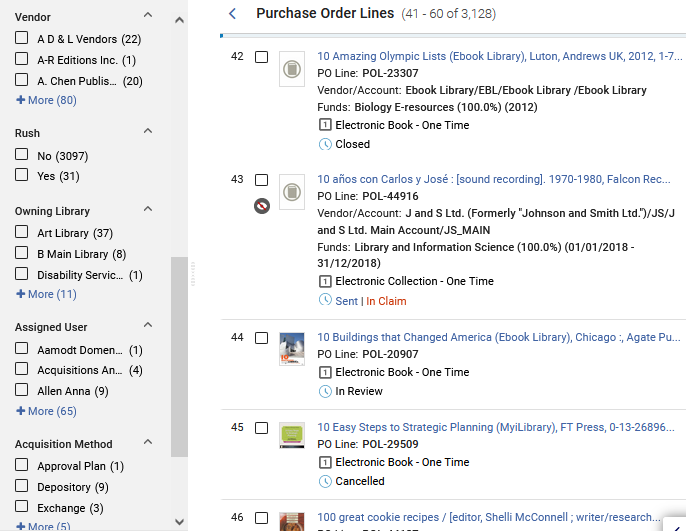 Vendor
A D & L Vendors (22)
A-R Editions Inc. (1)
A. Chen Publis... (20)
+ More (80)
Rush
No (3097)
Yes (31)
Owning Library
Art Library (37)
B Main Library (8)
Disability Servic... (1)
+ More (11)
Assigned User
Aamodt Domen... (1)
Acquisitions An... (4)
Allen Anna (9)
+ More (65)
Acquisition Method
Approval Plan (1)
Depository (9)
Exchange (3)
+ More (5)
Purchase Order Lines (41 - 60 of 3,128)
42
10 Amazing Olympic Lists (Ebook Library), Luton, Andrews UK, 2012, 1-7...
PO Line: POL-23307
Vendor/Account: Ebook Library/EBL/Ebook Library /Ebook Library
Funds: Biology E-resources (100.0%) (2012)
1 Electronic Book - One Time
Closed
43
10 años con Carlos y José : [sound recording]. 1970-1980, Falcon Rec...
PO Line: POL-44916
Vendor/Account: J and S Ltd. (Formerly "Johnson and Smith Ltd.")/JS/J
and S Ltd. Main Account/JS_MAIN
Funds: Library and Information Science (100.0%) (01/01/2018 -
31/12/2018)
1 Electronic Collection - One Time
Sent | In Claim
44
10 Buildings that Changed America (Ebook Library), Chicago :, Agate Pu...
PO Line: POL-20907
1 Electronic Book - One Time
In Review
45
10 Easy Steps to Strategic Planning (MyiLibrary), FT Press, 0-13-26896...
PO Line: POL-29509
1 Electronic Book - One Time
Cancelled
46
100 great cookie recipes / [editor, Shelli McConnell ; writer/research...